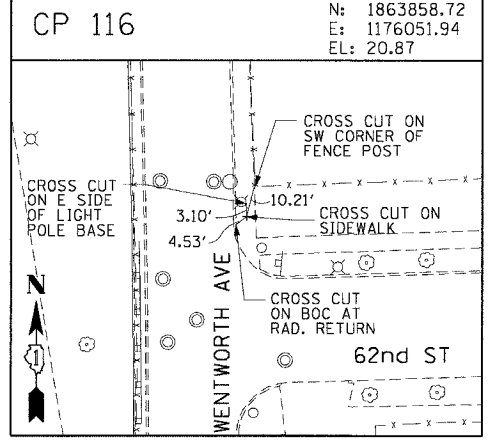 CP 116
N: 1863858.72
E: 1176051.94
EL: 20.87
CROSS CUT ON
SW CORNER OF
FENCE POST
CROSS CUT
ON E SIDE
OF LIGHT
POLE BASE
10.21'
3.10'
4.53'
CROSS CUT ON
SIDEWALK
CROSS CUT
ON BOC AT
RAD. RETURN
N
1
WENTWORTH AVE
62nd ST